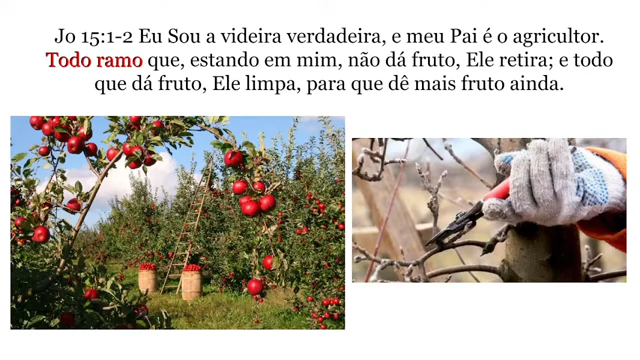 Jo 15:1-2 Eu Sou a videira verdadeira, e meu Pai é o agricultor.
Todo ramo que, estando em mim, não dá fruto, Ele retira; e todo
que dá fruto, Ele limpa, para que dê mais fruto ainda.